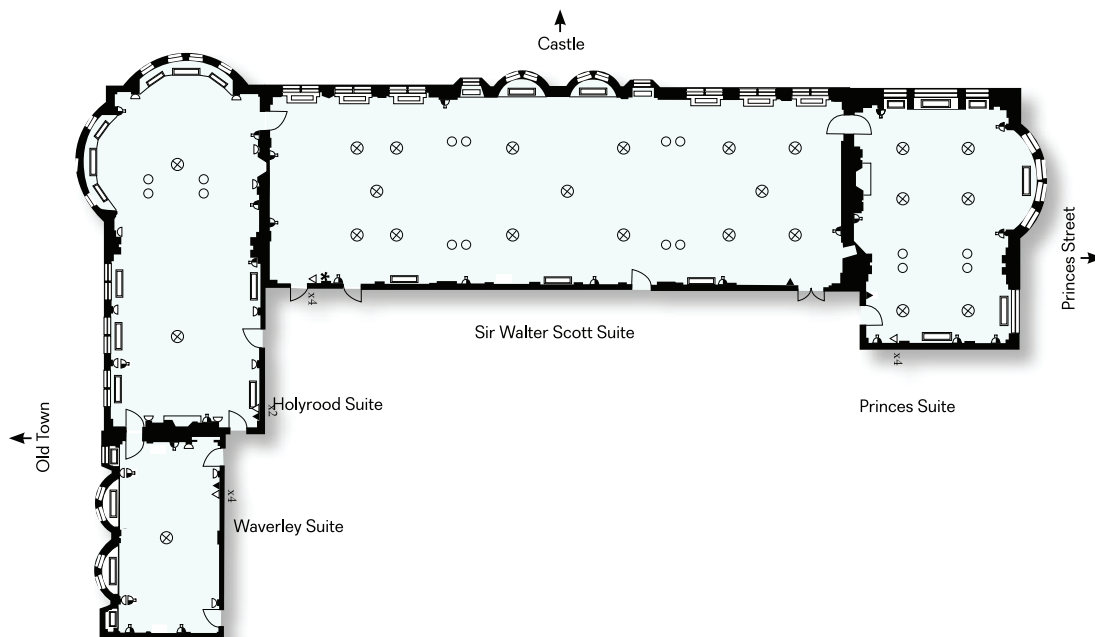 Castle
Princes Street
x4
Sir Walter Scott Suite
x4
Holyrood Suite
x2
Princes Suite
Old Town
x4
Waverley Suite